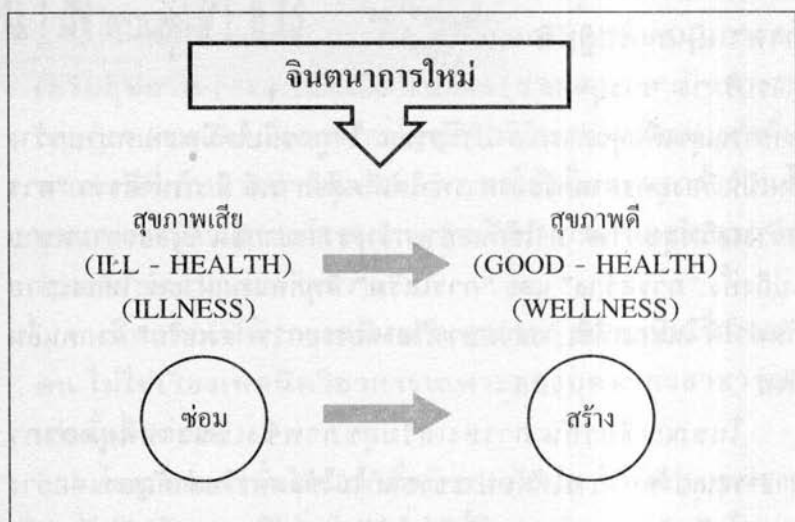 จินตนาการใหม่
สุขภาพเสีย สุขภาพดี
(ILL - HEALTH) (GOOD - HEALTH)
(ILLNESS) (WELLNESS)
ซ่อม สร้าง